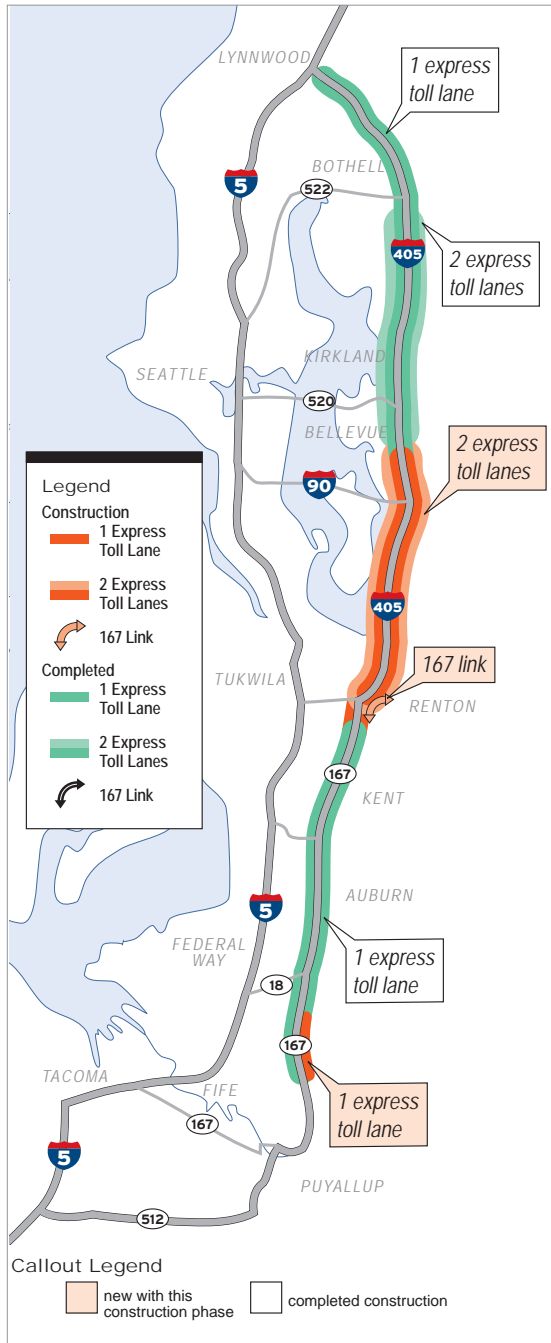 LYNNWOOD
1 express
toll lane
BOTHELL
5
522
405
2 express
toll lanes
KIRKLAND
SEATTLE
520
BELLEVUE
2 express
toll lanes
90
Legend
Construction
1 Express
Toll Lane
2 Express
Toll Lanes
167 Link
Completed
1 Express
Toll Lane
2 Express
Toll Lanes
167 Link
405
TUKWILA
167 link
RENTON
167
KENT
AUBURN
5
FEDERAL
WAY
1 express
toll lane
18
167
TACOMA
FIFE
167
1 express
toll lane
5
PUYALLUP
512
Callout Legend
new with this
construction phase
completed construction